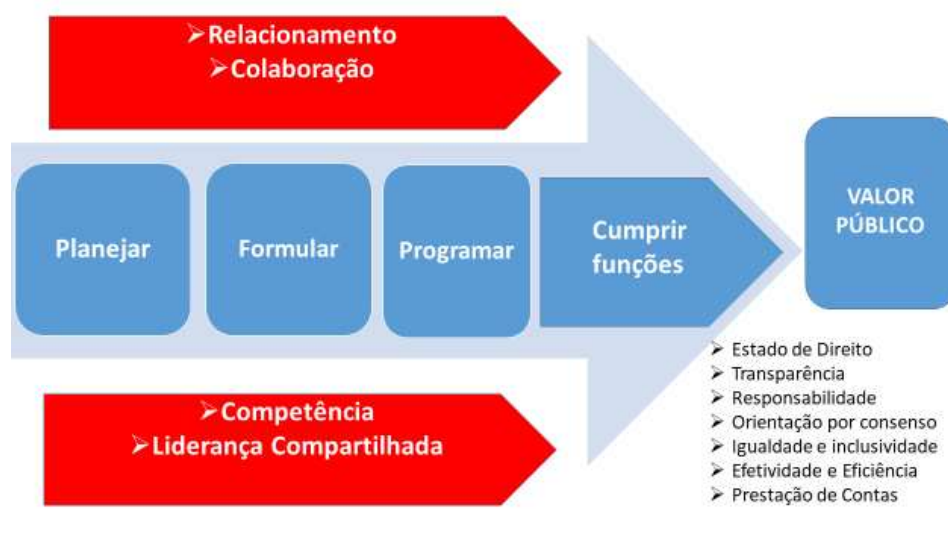 ➢Relacionamento
➢Colaboração
Planejar
Formular
Programar
Cumprir
funções
VALOR
PÚBLICO
➢Competência
➢Liderança Compartilhada
➢ Estado de Direito
➢ Transparência
➢ Responsabilidade
➢ Orientação por consenso
➢ Igualdade e inclusividade
➢ Efetividade e Eficiência
➢ Prestação de Contas